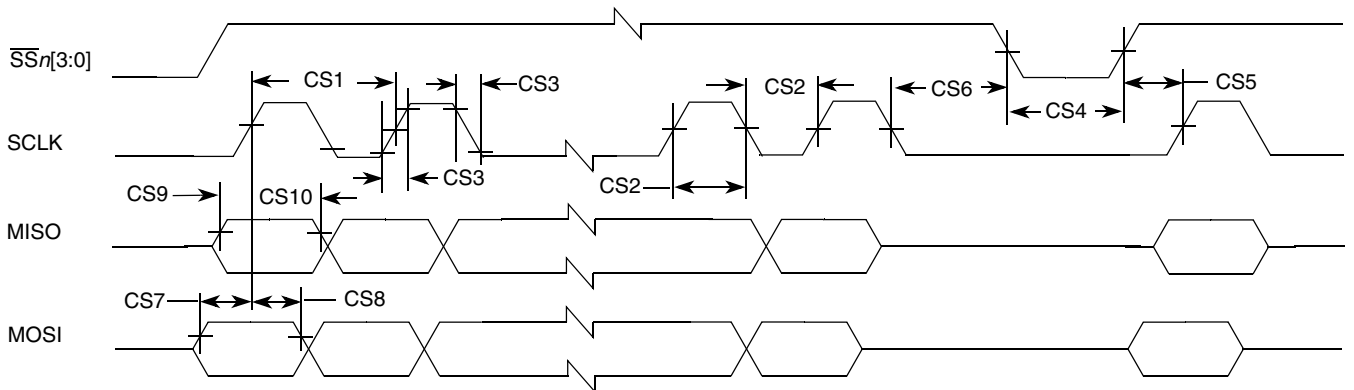 SSn[3:0]
CS1
CS3
CS2
CS6
CS4
CS5
SCLK
CS3
CS2
CS9
CS10
MISO
CS7
CS8
MOSI